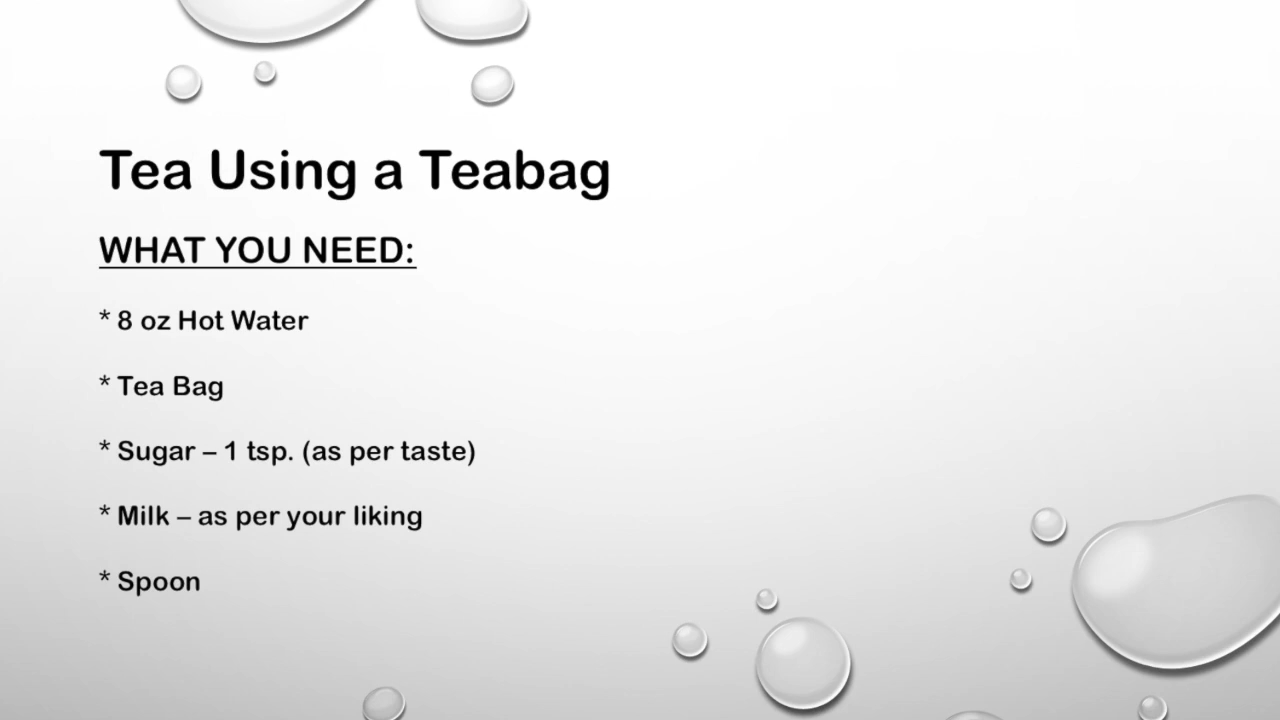 Tea Using a Teabag
WHAT YOU NEED:
* 8 oz Hot Water
* Tea Bag
* Sugar – 1 tsp. (as per taste)
* Milk – as per your liking
* Spoon